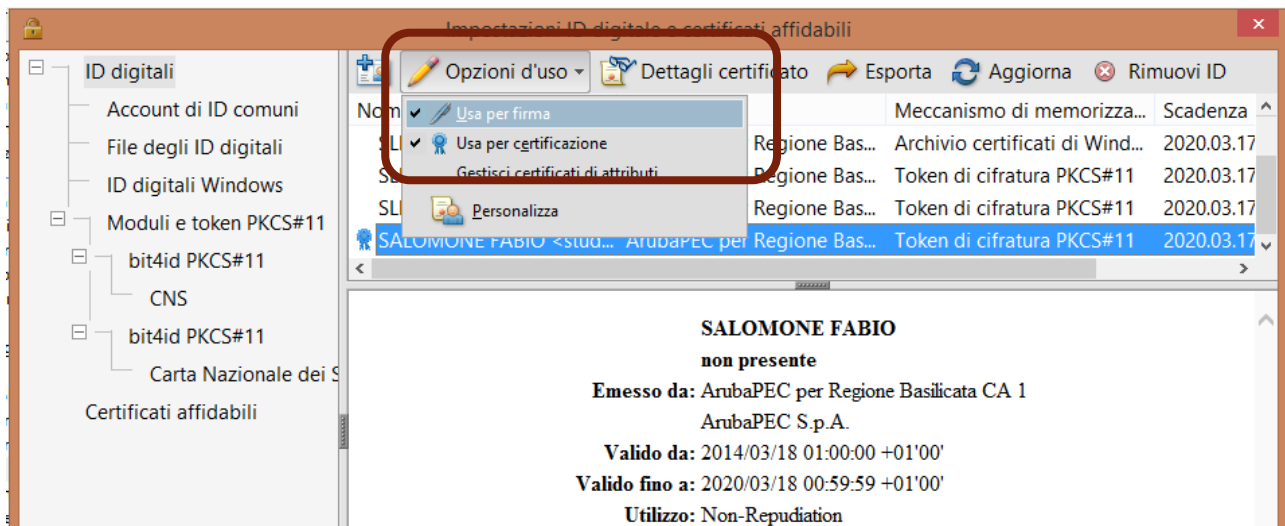 Impostazioni ID digitale e certificati affidabili
ID digitali
Account di ID comuni
File degli ID digitali
ID digitali Windows
Moduli e token PKCS#11
bit4id PKCS#11
CNS
bit4id PKCS#11
Carta Nazionale dei S
Certificati affidabili
Opzioni d'uso Dettagli certificato Esporta Aggiorna Rimuovi ID
Nom Meccanismo di memorizza... Scadenza
Usa per firma
Usa per certificazione
Gestisci certificati di attributi
Personalizza
Regione Bas... Archivio certificati di Wind... 2020.03.17
Regione Bas... Token di cifratura PKCS#11 2020.03.17
SLI Regione Bas... Token di cifratura PKCS#11 2020.03.17
SALOMONE FABIO <stud... ArubaPEC per Regione Bas... Token di cifratura PKCS#11 2020.03.17
SALOMONE FABIO
non presente
Emesso da: ArubaPEC per Regione Basilicata CA 1
ArubaPEC S.p.A.
Valido da: 2014/03/18 01:00:00 +01'00'
Valido fino a: 2020/03/18 00:59:59 +01'00'
Utilizzo: Non-Repudiation